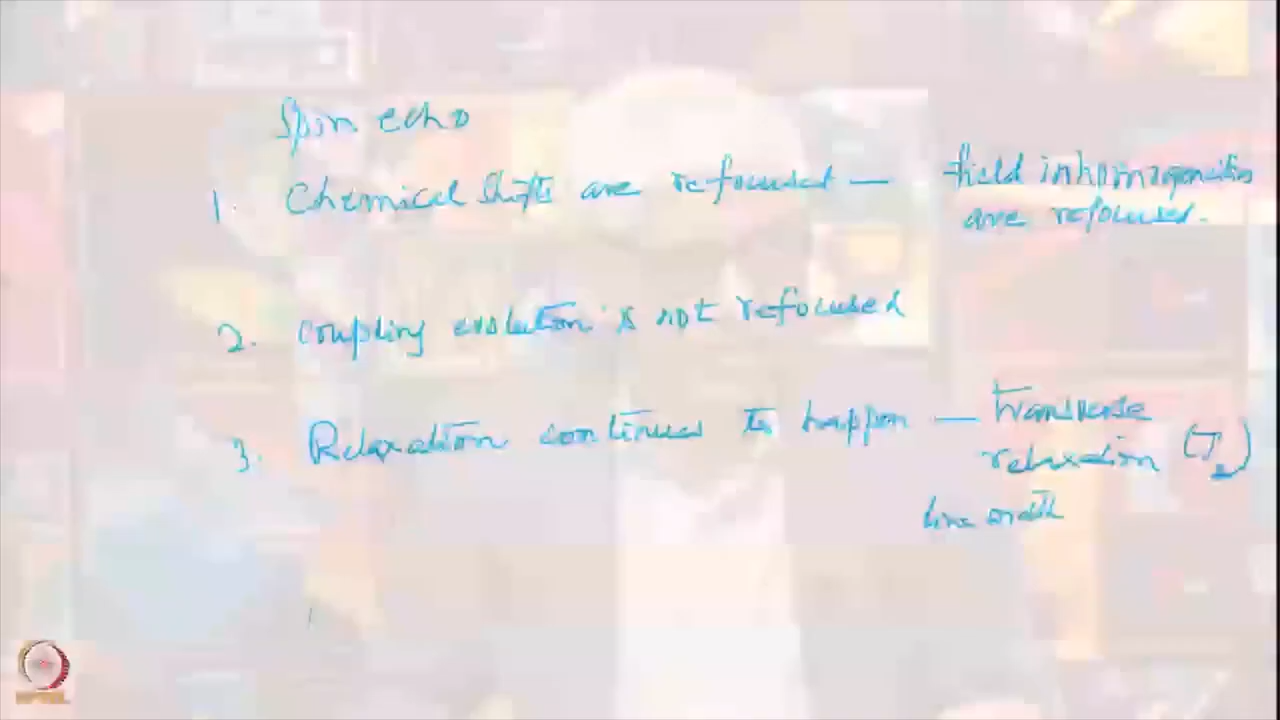 Spin echo
1. Chemical shifts are refocused — field inhomogeneities are refocused.
2. Coupling evolution is not refocused
3. Relaxation continues to happen — transverse relaxation (T2)
line width